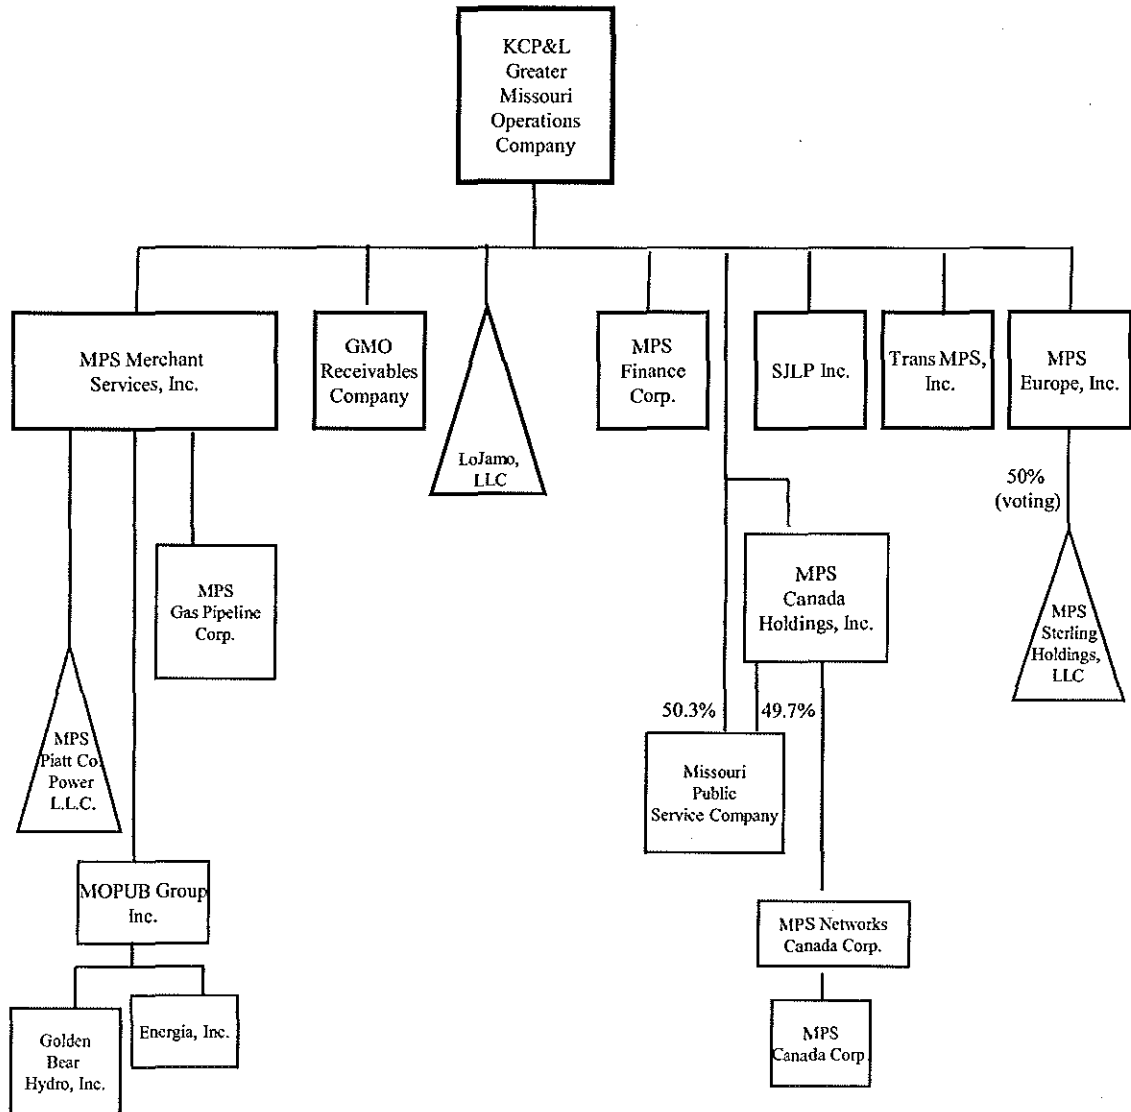 KCP&L
Greater
Missouri
Operations
Company
MPS Merchant
Services, Inc.
GMO
Receivables
Company
LoJamo,
LLC
MPS
Finance
Corp.
SJLP Inc.
Trans MPS,
Inc.
MPS
Europe, Inc.
50%
(voting)
MPS
Gas Pipeline
Corp.
MPS
Canada
Holdings, Inc.
MPS
Sterling
Holdings,
LLC
MPS
Piatt Co.
Power
L.L.C.
50.3%
49.7%
Missouri
Public
Service Company
MOPUB Group
Inc.
MPS Networks
Canada Corp.
Golden
Bear
Hydro, Inc.
Energia, Inc.
MPS
Canada Corp.